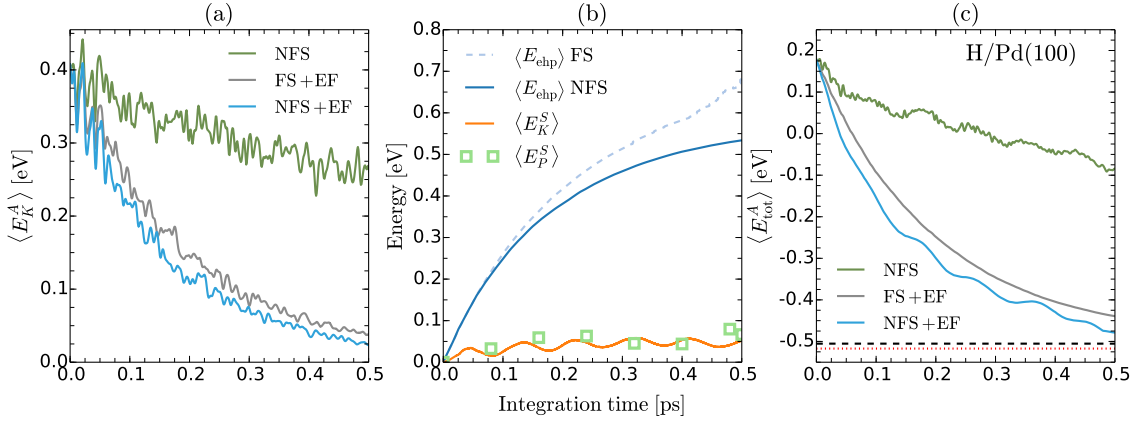 (a)
0.4
0.3
0.2
0.1
0.0
⟨E_K^A⟩ [eV]
NFS
FS+EF
NFS+EF
0.0 0.1 0.2 0.3 0.4 0.5
(b)
0.8
0.7
0.6
0.5
0.4
0.3
0.2
0.1
0.0
Energy [eV]
⟨E_ehp⟩ FS
⟨E_ehp⟩ NFS
⟨E_K^S⟩
⟨E_P^S⟩
0.0 0.1 0.2 0.3 0.4 0.5
Integration time [ps]
(c)
H/Pd(100)
0.2
0.1
0.0
-0.1
-0.2
-0.3
-0.4
-0.5
⟨E_tot^A⟩ [eV]
NFS
FS+EF
NFS+EF
0.0 0.1 0.2 0.3 0.4 0.5